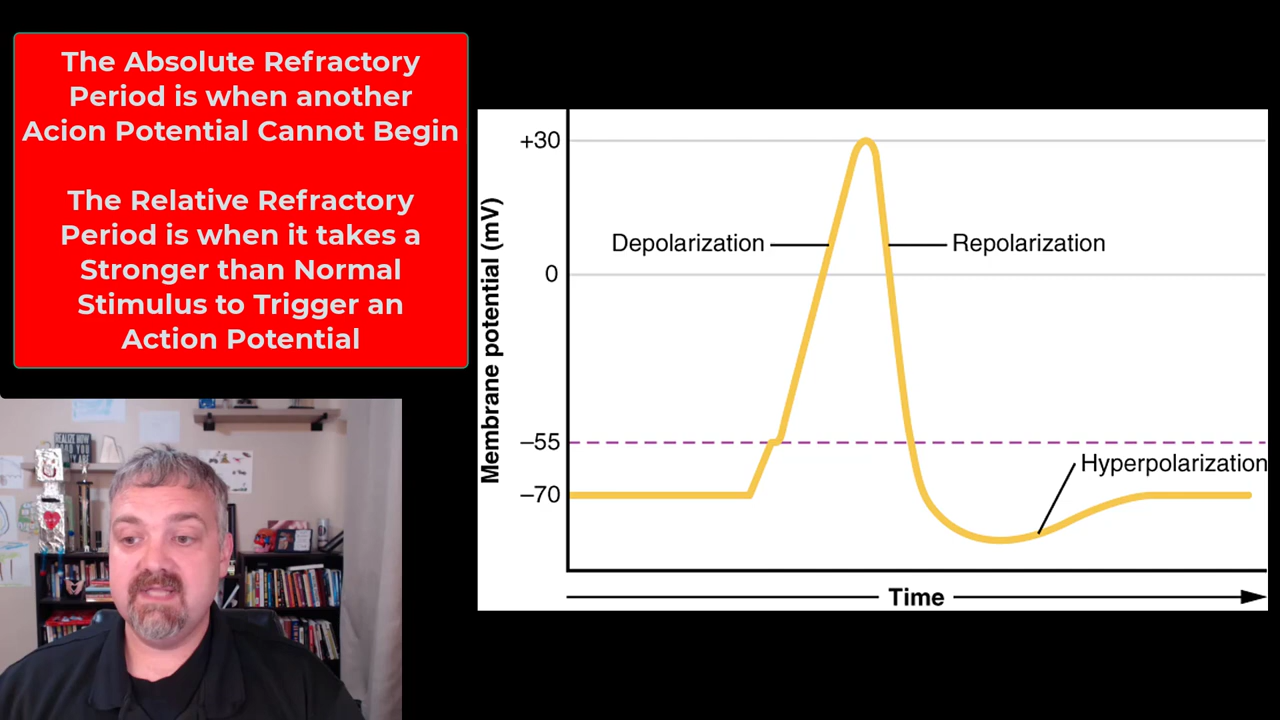 The Absolute Refractory
Period is when another
Acion Potential Cannot Begin
The Relative Refractory
Period is when it takes a
Stronger than Normal
Stimulus to Trigger an
Action Potential
Membrane potential (mV)
+30
Depolarization
Repolarization
0
–55
Hyperpolarization
–70
Time